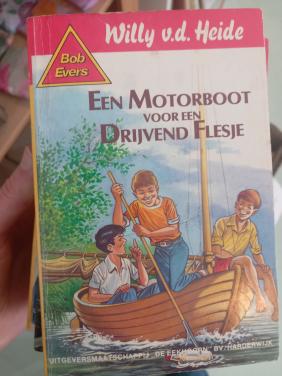 Willy v.d. Heide
Bob
Evers
EEN MOTORBOOT
VOOR EEN
DRIJVEND FLESJE
UITGEVERSMAATSCHAPPIJ "DE EEKHOORN" BV/HARDERWIJK